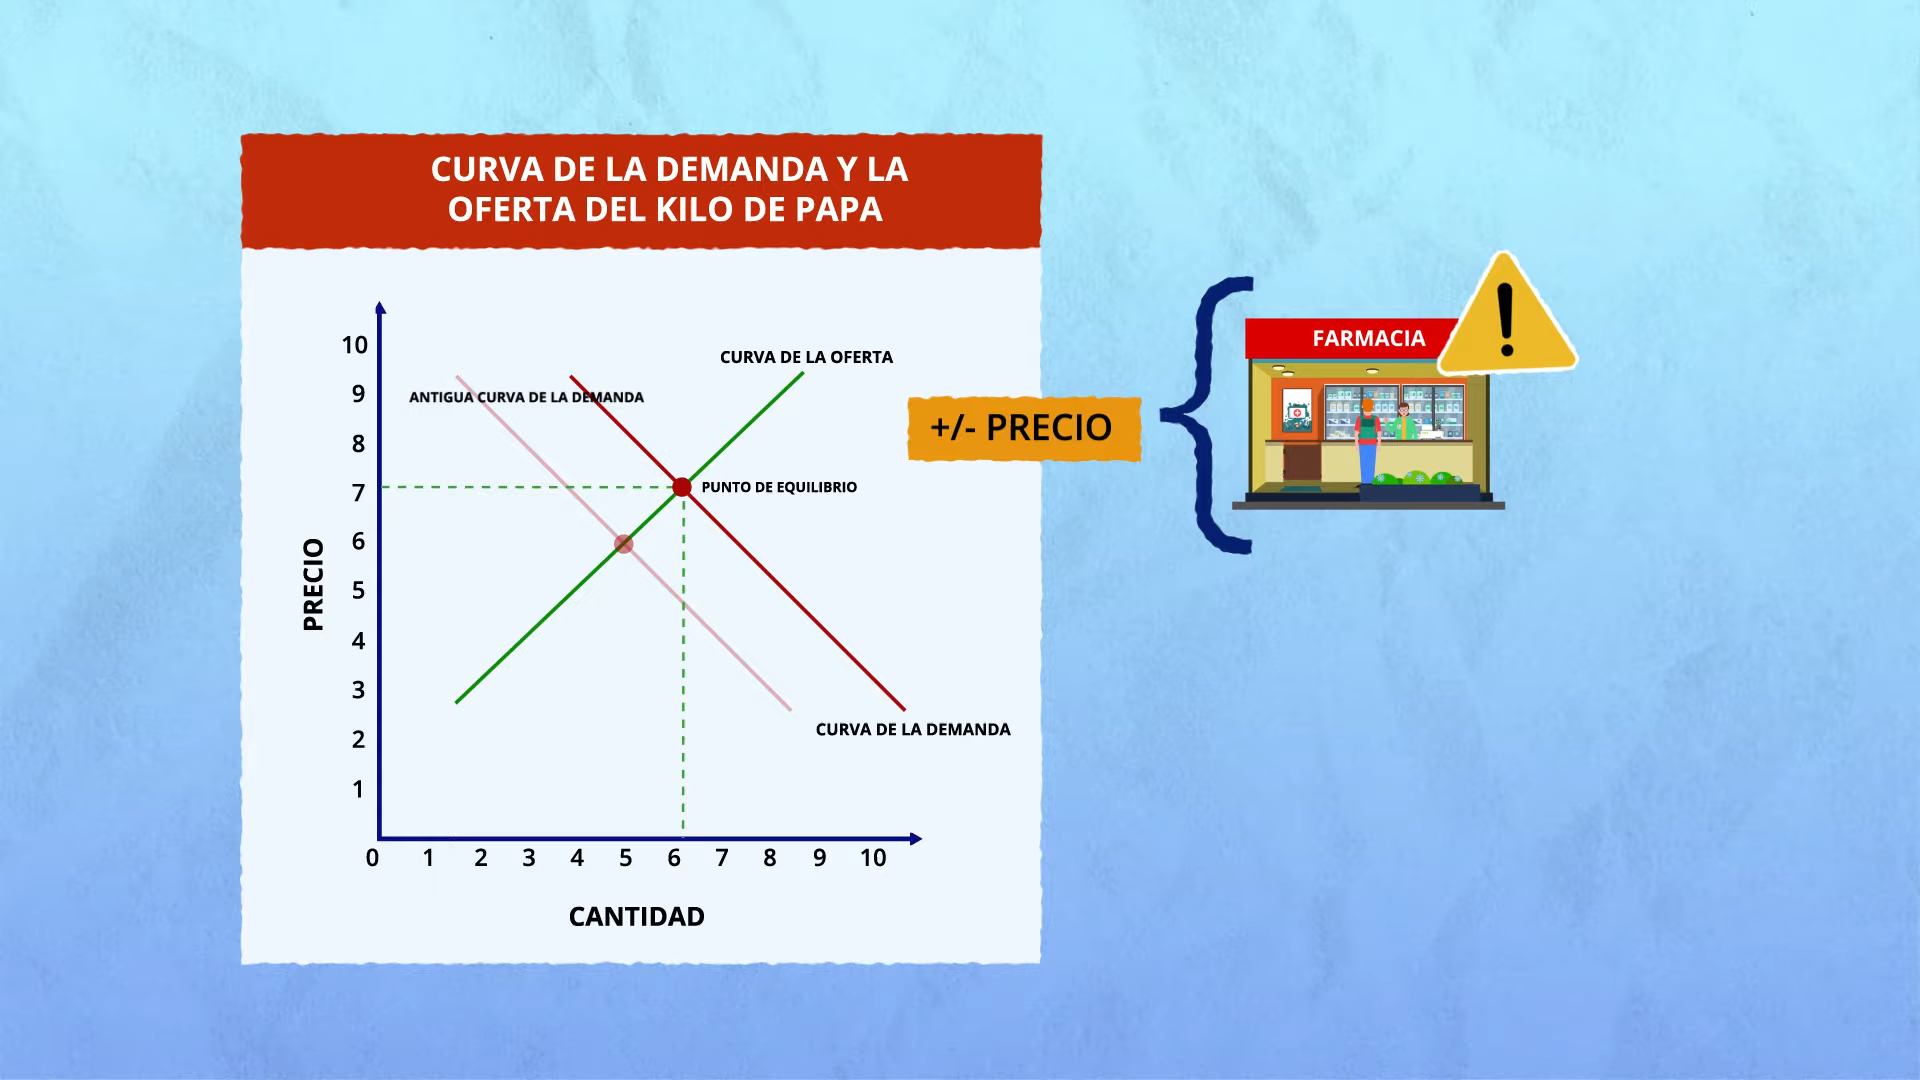 CURVA DE LA DEMANDA Y LA
OFERTA DEL KILO DE PAPA
10
9
8
7
6
5
4
3
2
1
PRECIO
CURVA DE LA OFERTA
ANTIGUA CURVA DE LA DEMANDA
PUNTO DE EQUILIBRIO
CURVA DE LA DEMANDA
0 1 2 3 4 5 6 7 8 9 10
CANTIDAD
+/- PRECIO
FARMACIA
!